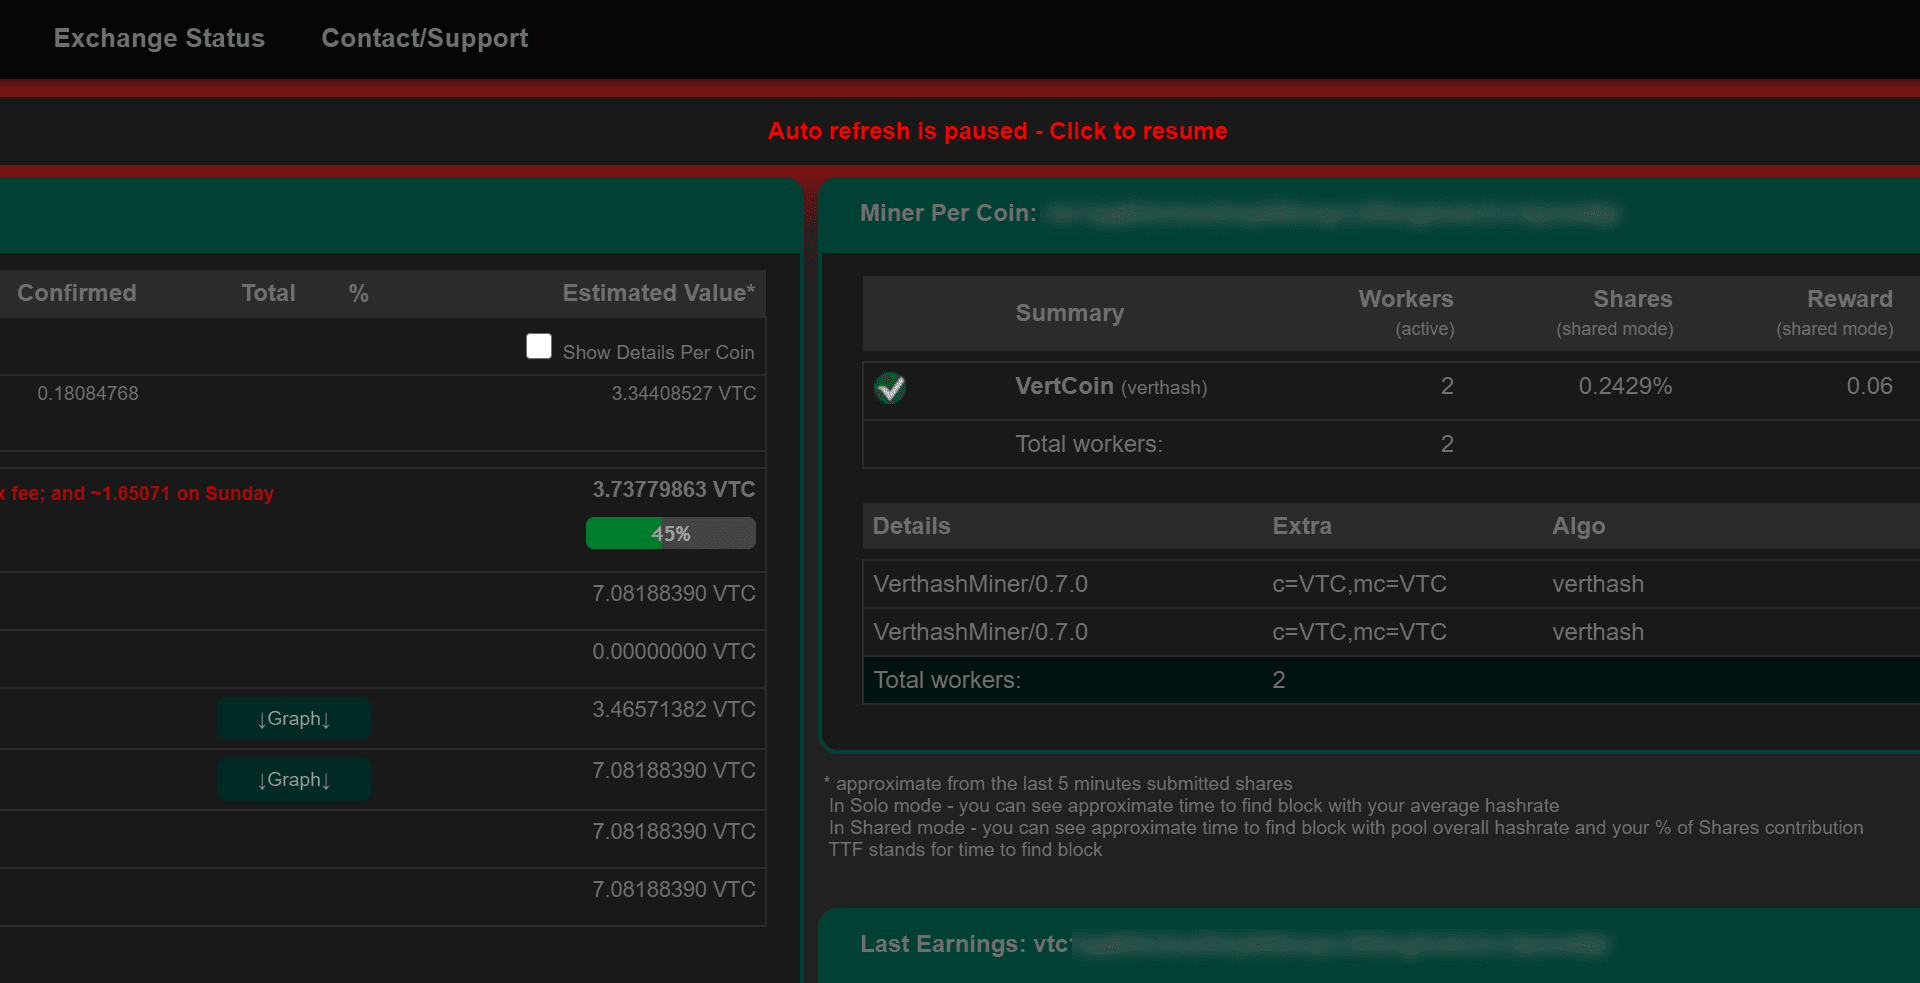 Exchange Status Contact/Support
Auto refresh is paused - Click to resume
Confirmed Total % Estimated Value*
Show Details Per Coin
0.18084768 3.34408527 VTC
fee; and ~1.65071 on Sunday 3.73779863 VTC
45%
7.08188390 VTC
0.00000000 VTC
↓Graph↓ 3.46571382 VTC
↓Graph↓ 7.08188390 VTC
7.08188390 VTC
7.08188390 VTC
Miner Per Coin:
Summary Workers Shares Reward
(active) (shared mode) (shared mode)
VertCoin (verthash) 2 0.2429% 0.06
Total workers: 2
Details Extra Algo
VerthashMiner/0.7.0 c=VTC,mc=VTC verthash
VerthashMiner/0.7.0 c=VTC,mc=VTC verthash
Total workers: 2
* approximate from the last 5 minutes submitted shares
In Solo mode - you can see approximate time to find block with your average hashrate
In Shared mode - you can see approximate time to find block with pool overall hashrate and your % of Shares contribution
TTF stands for time to find block
Last Earnings: vtc